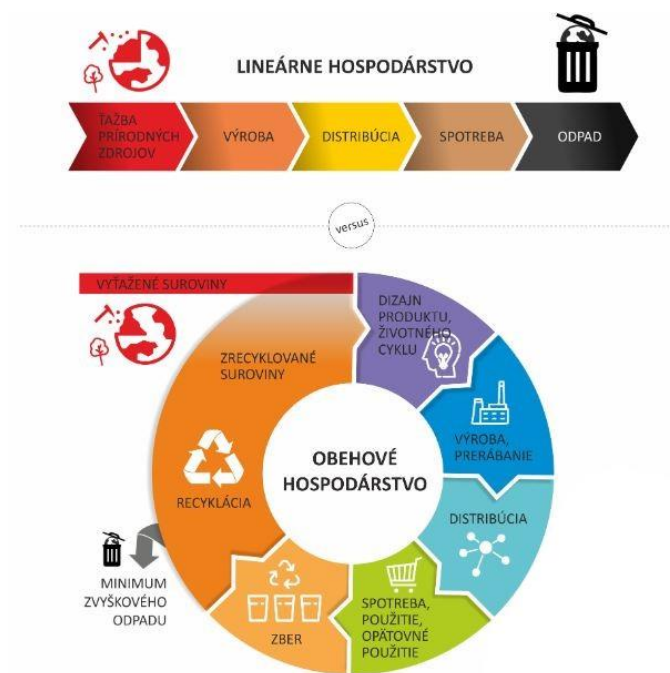 LINEÁRNE HOSPODÁRSTVO
ŤAŽBA
PRÍRODNÝCH
ZDROJOV
VÝROBA
DISTRIBÚCIA
SPOTREBA
ODPAD
versus
VYŤAŽENÉ SUROVINY
DIZAJN
PRODUKTU,
ŽIVOTNÉHO
CYKLU
ZRECYKLOVANÉ
SUROVINY
VÝROBA,
PRERÁBANIE
OBEHOVÉ
HOSPODÁRSTVO
RECYKLÁCIA
DISTRIBÚCIA
MINIMUM
ZVYŠKOVÉHO
ODPADU
SPOTREBA,
POUŽITIE,
OPÄTOVNÉ
POUŽITIE
ZBER